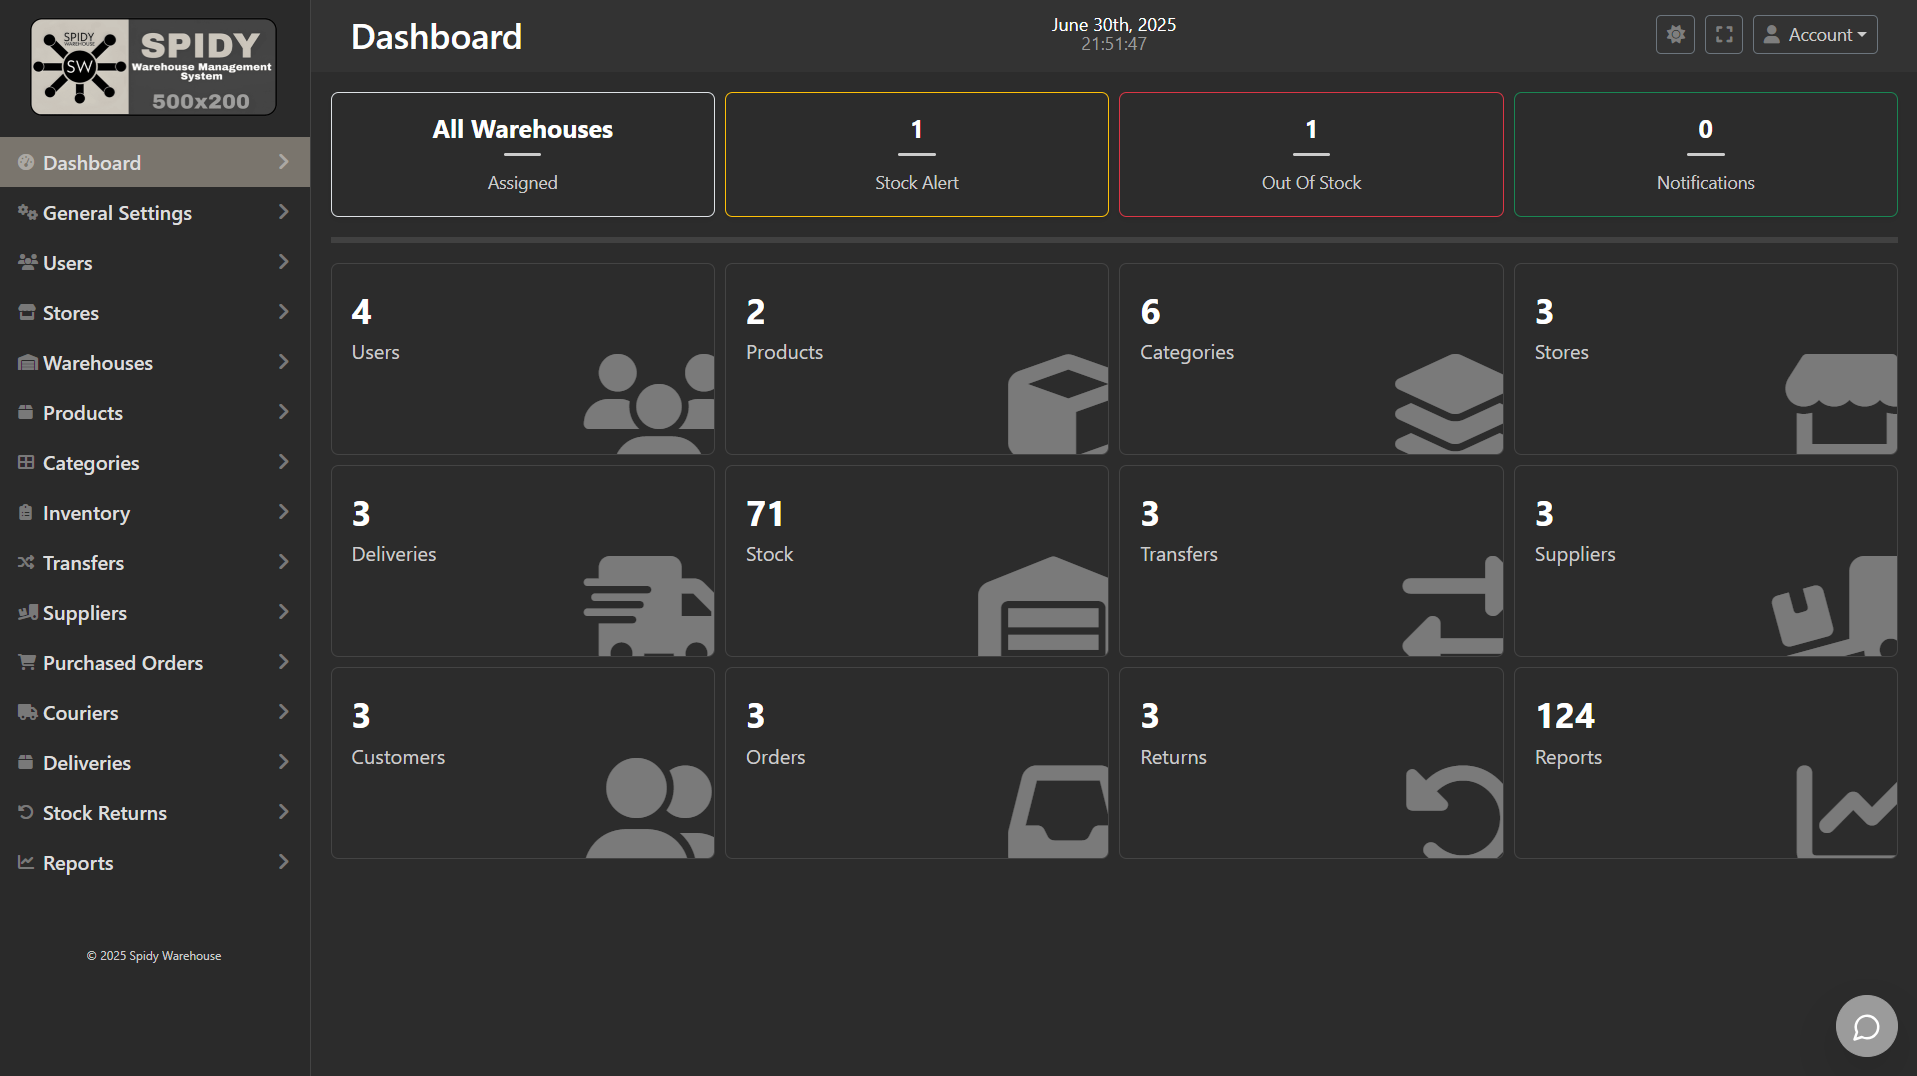 SPIDY
WAREHOUSE
SW
SPIDY
Warehouse Management
System
500x200
Dashboard
General Settings
Users
Stores
Warehouses
Products
Categories
Inventory
Transfers
Suppliers
Purchased Orders
Couriers
Deliveries
Stock Returns
Reports
© 2025 Spidy Warehouse
Dashboard
June 30th, 2025
21:51:47
Account
All Warehouses
Assigned
1
Stock Alert
1
Out Of Stock
0
Notifications
4
Users
2
Products
6
Categories
3
Stores
3
Deliveries
71
Stock
3
Transfers
3
Suppliers
3
Customers
3
Orders
3
Returns
124
Reports